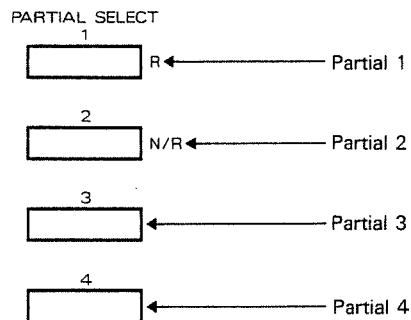 PARTIAL SELECT
1
R Partial 1
2
N/R Partial 2
3
Partial 3
4
Partial 4